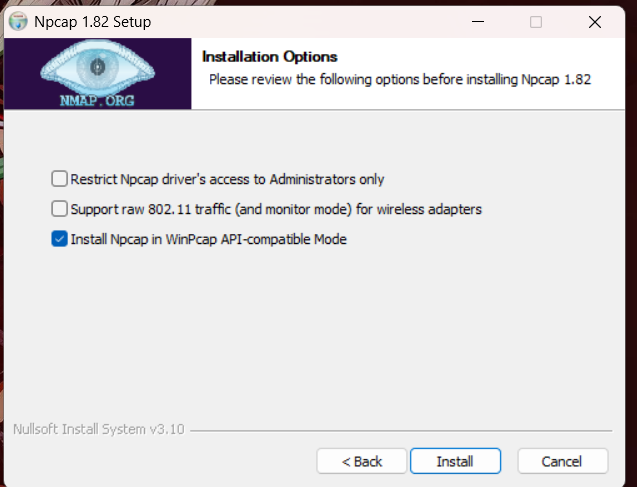 Npcap 1.82 Setup
Installation Options
Please review the following options before installing Npcap 1.82
NMAP.ORG
Restrict Npcap driver's access to Administrators only
Support raw 802.11 traffic (and monitor mode) for wireless adapters
Install Npcap in WinPcap API-compatible Mode
Nullsoft Install System v3.10
< Back
Install
Cancel